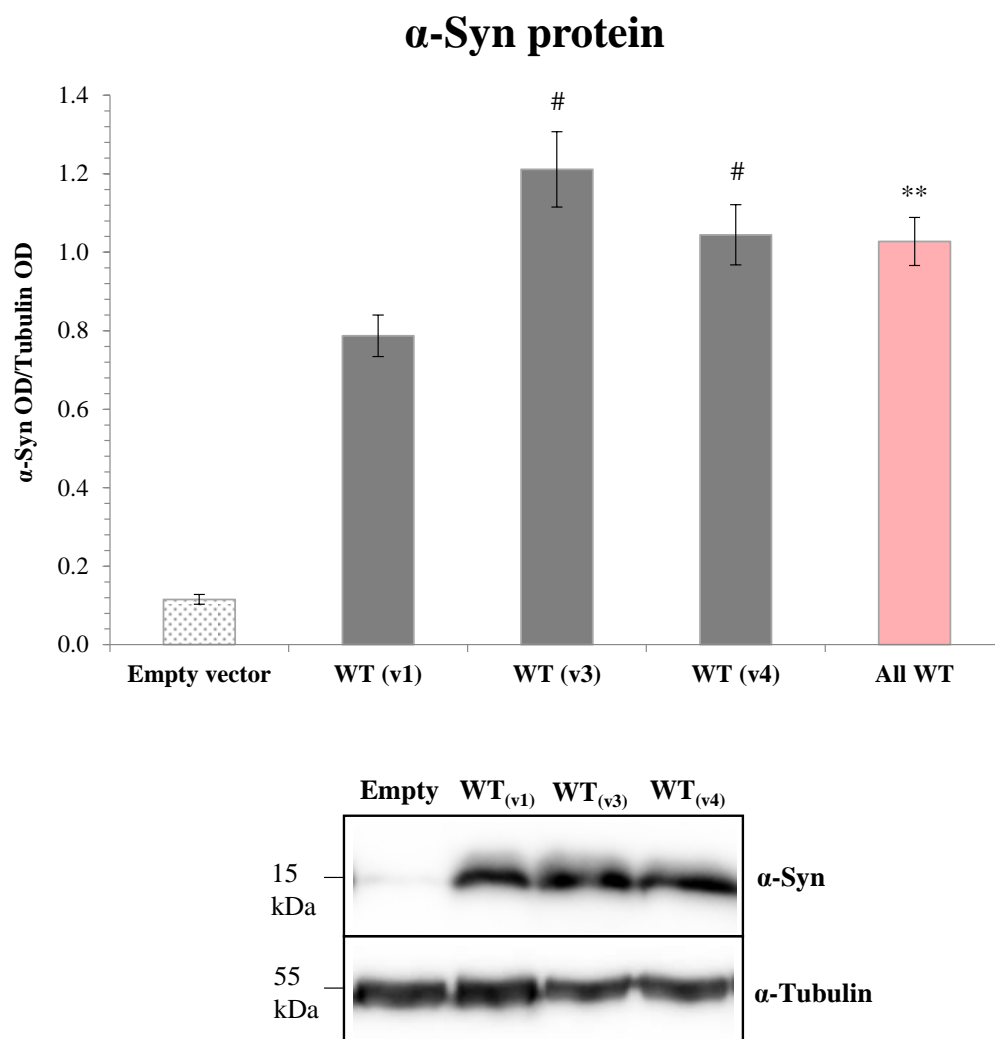 α-Syn protein
α-Syn OD/Tubulin OD
1.4
1.2
1.0
0.8
0.6
0.4
0.2
0.0
#
#
**
Empty vector WT (v1) WT (v3) WT (v4) All WT
Empty WT(v1) WT(v3) WT(v4)
15
kDa
α-Syn
55
kDa
α-Tubulin